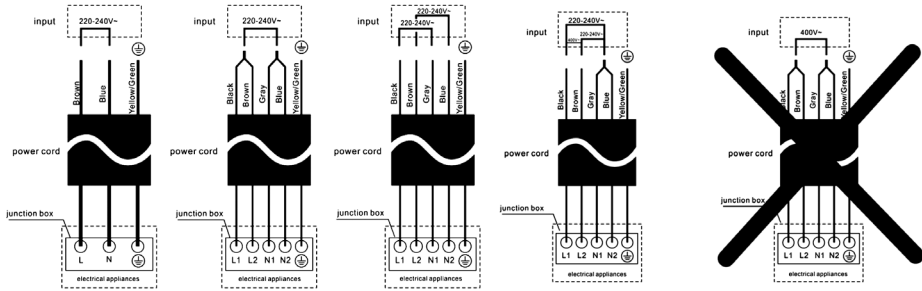 input
220-240V~
Brown
Blue
Yellow/Green
power cord
junction box
L
N
electrical appliances
input
220-240V~
Black
Brown
Gray
Blue
Yellow/Green
power cord
junction box
L1 L2 N1 N2
electrical appliances
input
220-240V~
220-240V~
Black
Brown
Gray
Blue
Yellow/Green
power cord
junction box
L1 L2 N1 N2
electrical appliances
input
220-240V~
400V~
220-240V~
Black
Brown
Gray
Blue
Yellow/Green
power cord
junction box
L1 L2 N1 N2
electrical appliances
input
400V~
Black
Brown
Gray
Blue
Yellow/Green
power cord
junction box
L1 L2 N1 N2
electrical appliances